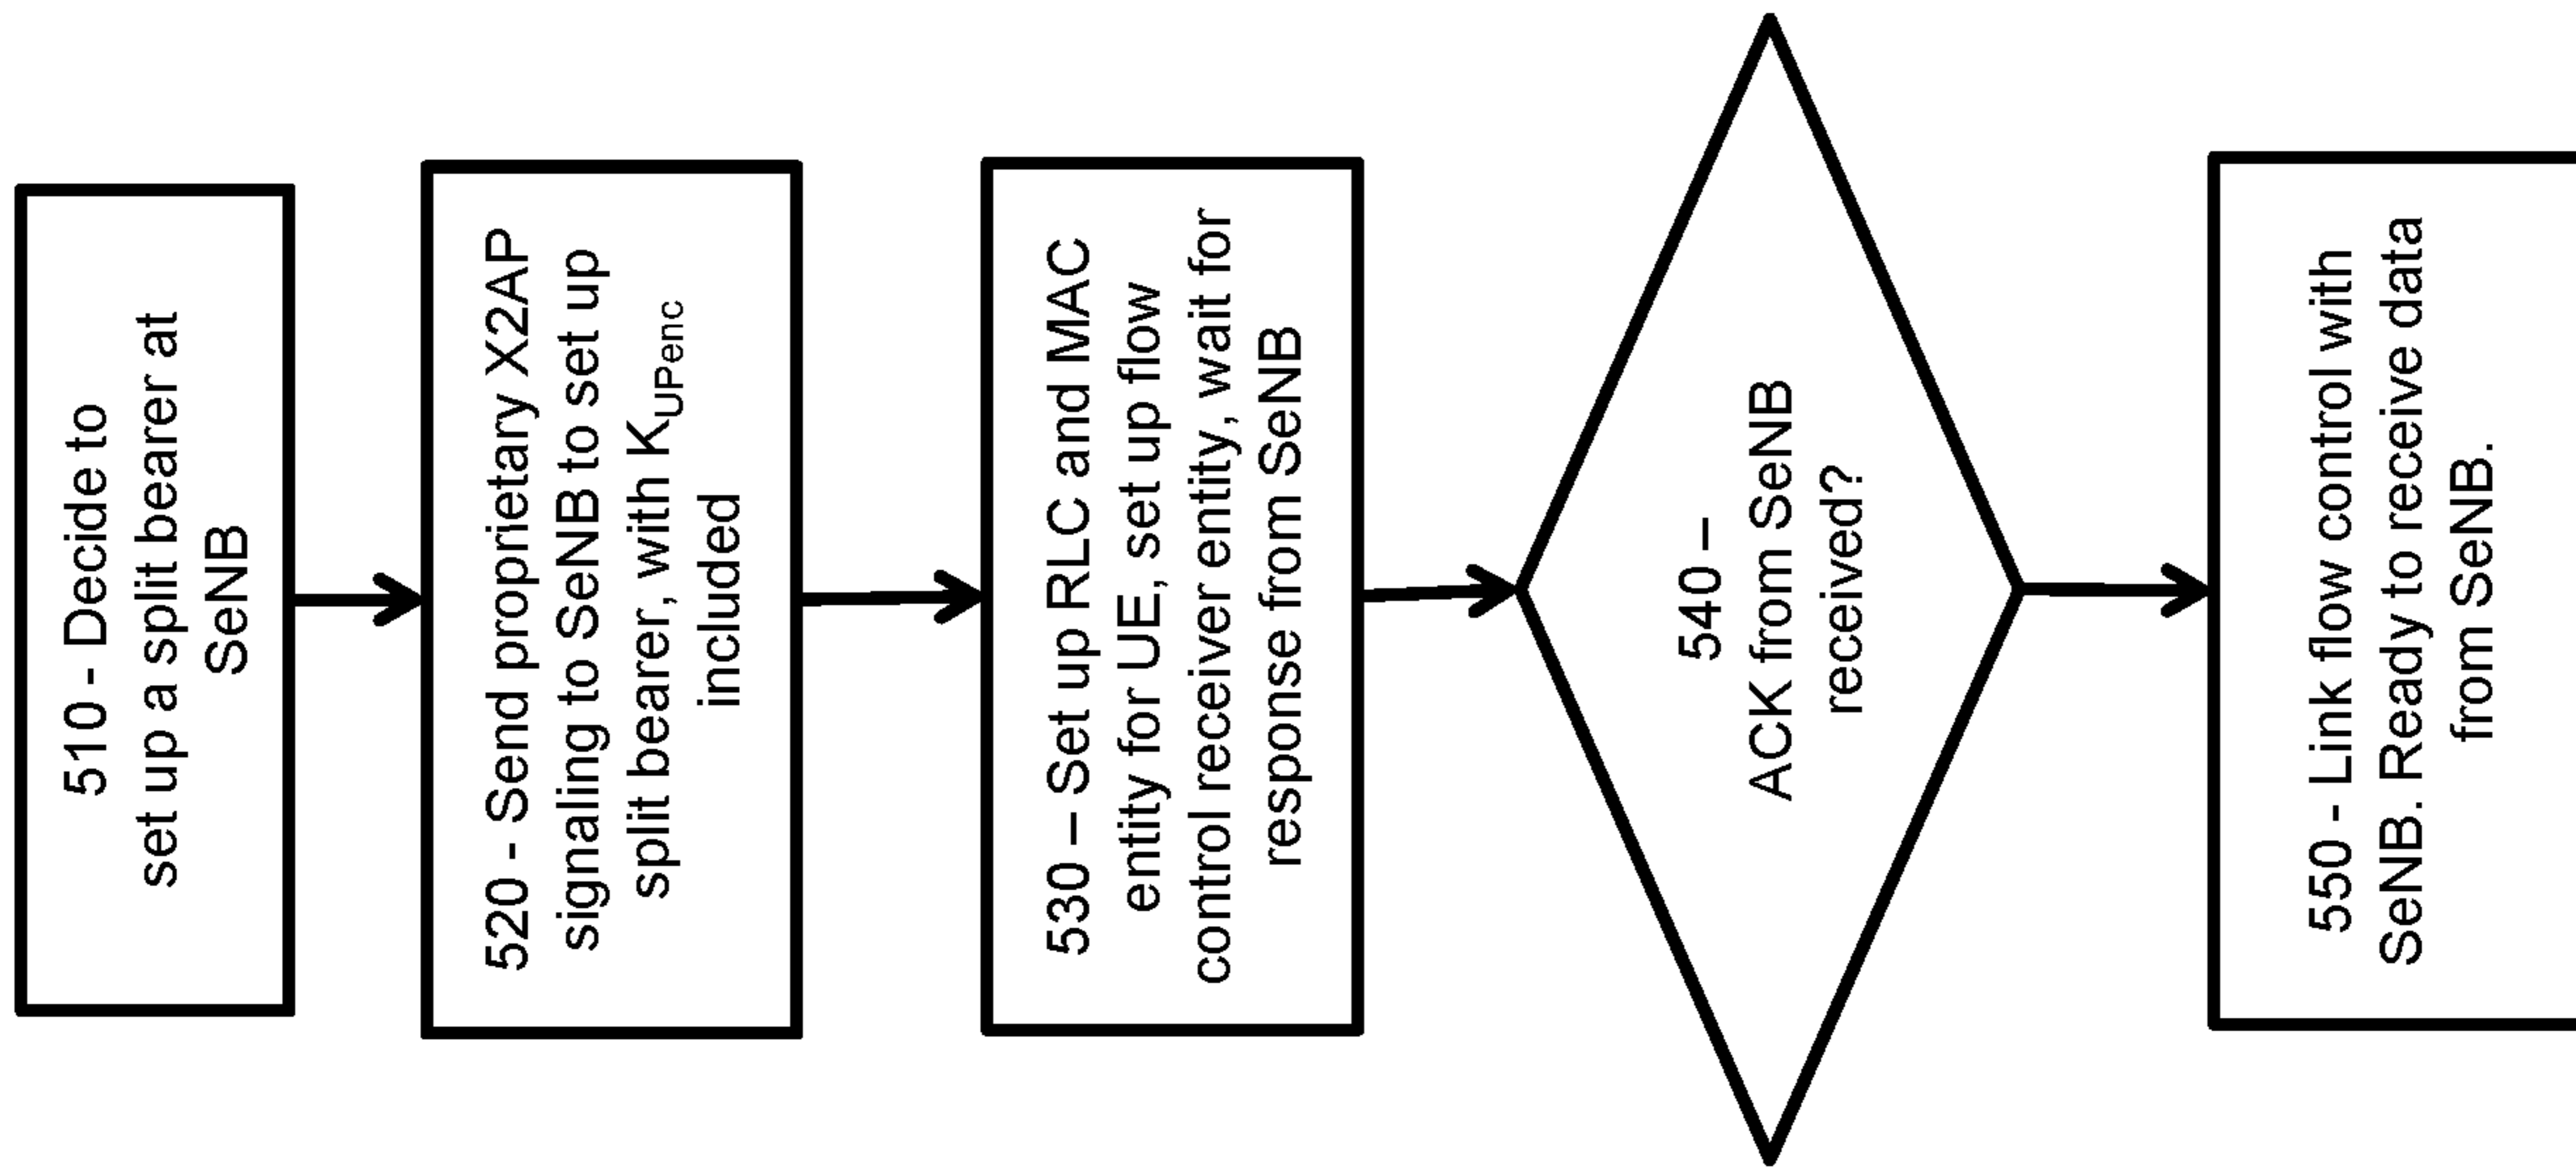 510 - Decide to
set up a split bearer at
SeNB
520 - Send proprietary X2AP
signaling to SeNB to set up
split bearer, with KUPenc
included
530 – Set up RLC and MAC
entity for UE, set up flow
control receiver entity, wait for
response from SeNB
540 –
ACK from SeNB
received?
550 - Link flow control with
SeNB. Ready to receive data
from SeNB.